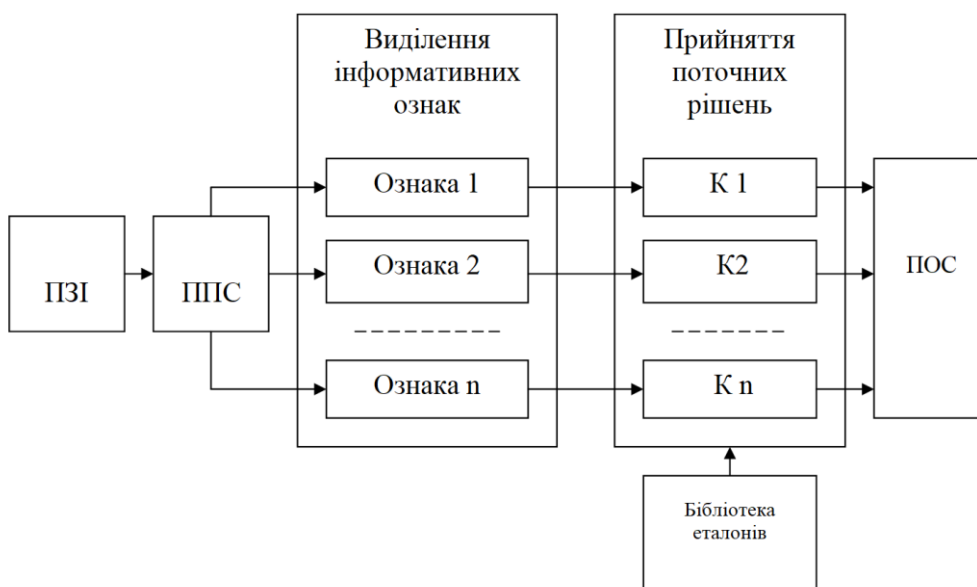 Виділення
інформативних
ознак
Прийняття
поточних
рішень
ПЗІ
ППС
Ознака 1
К 1
Ознака 2
К2
Ознака n
К n
ПОС
Бібліотека
еталонів